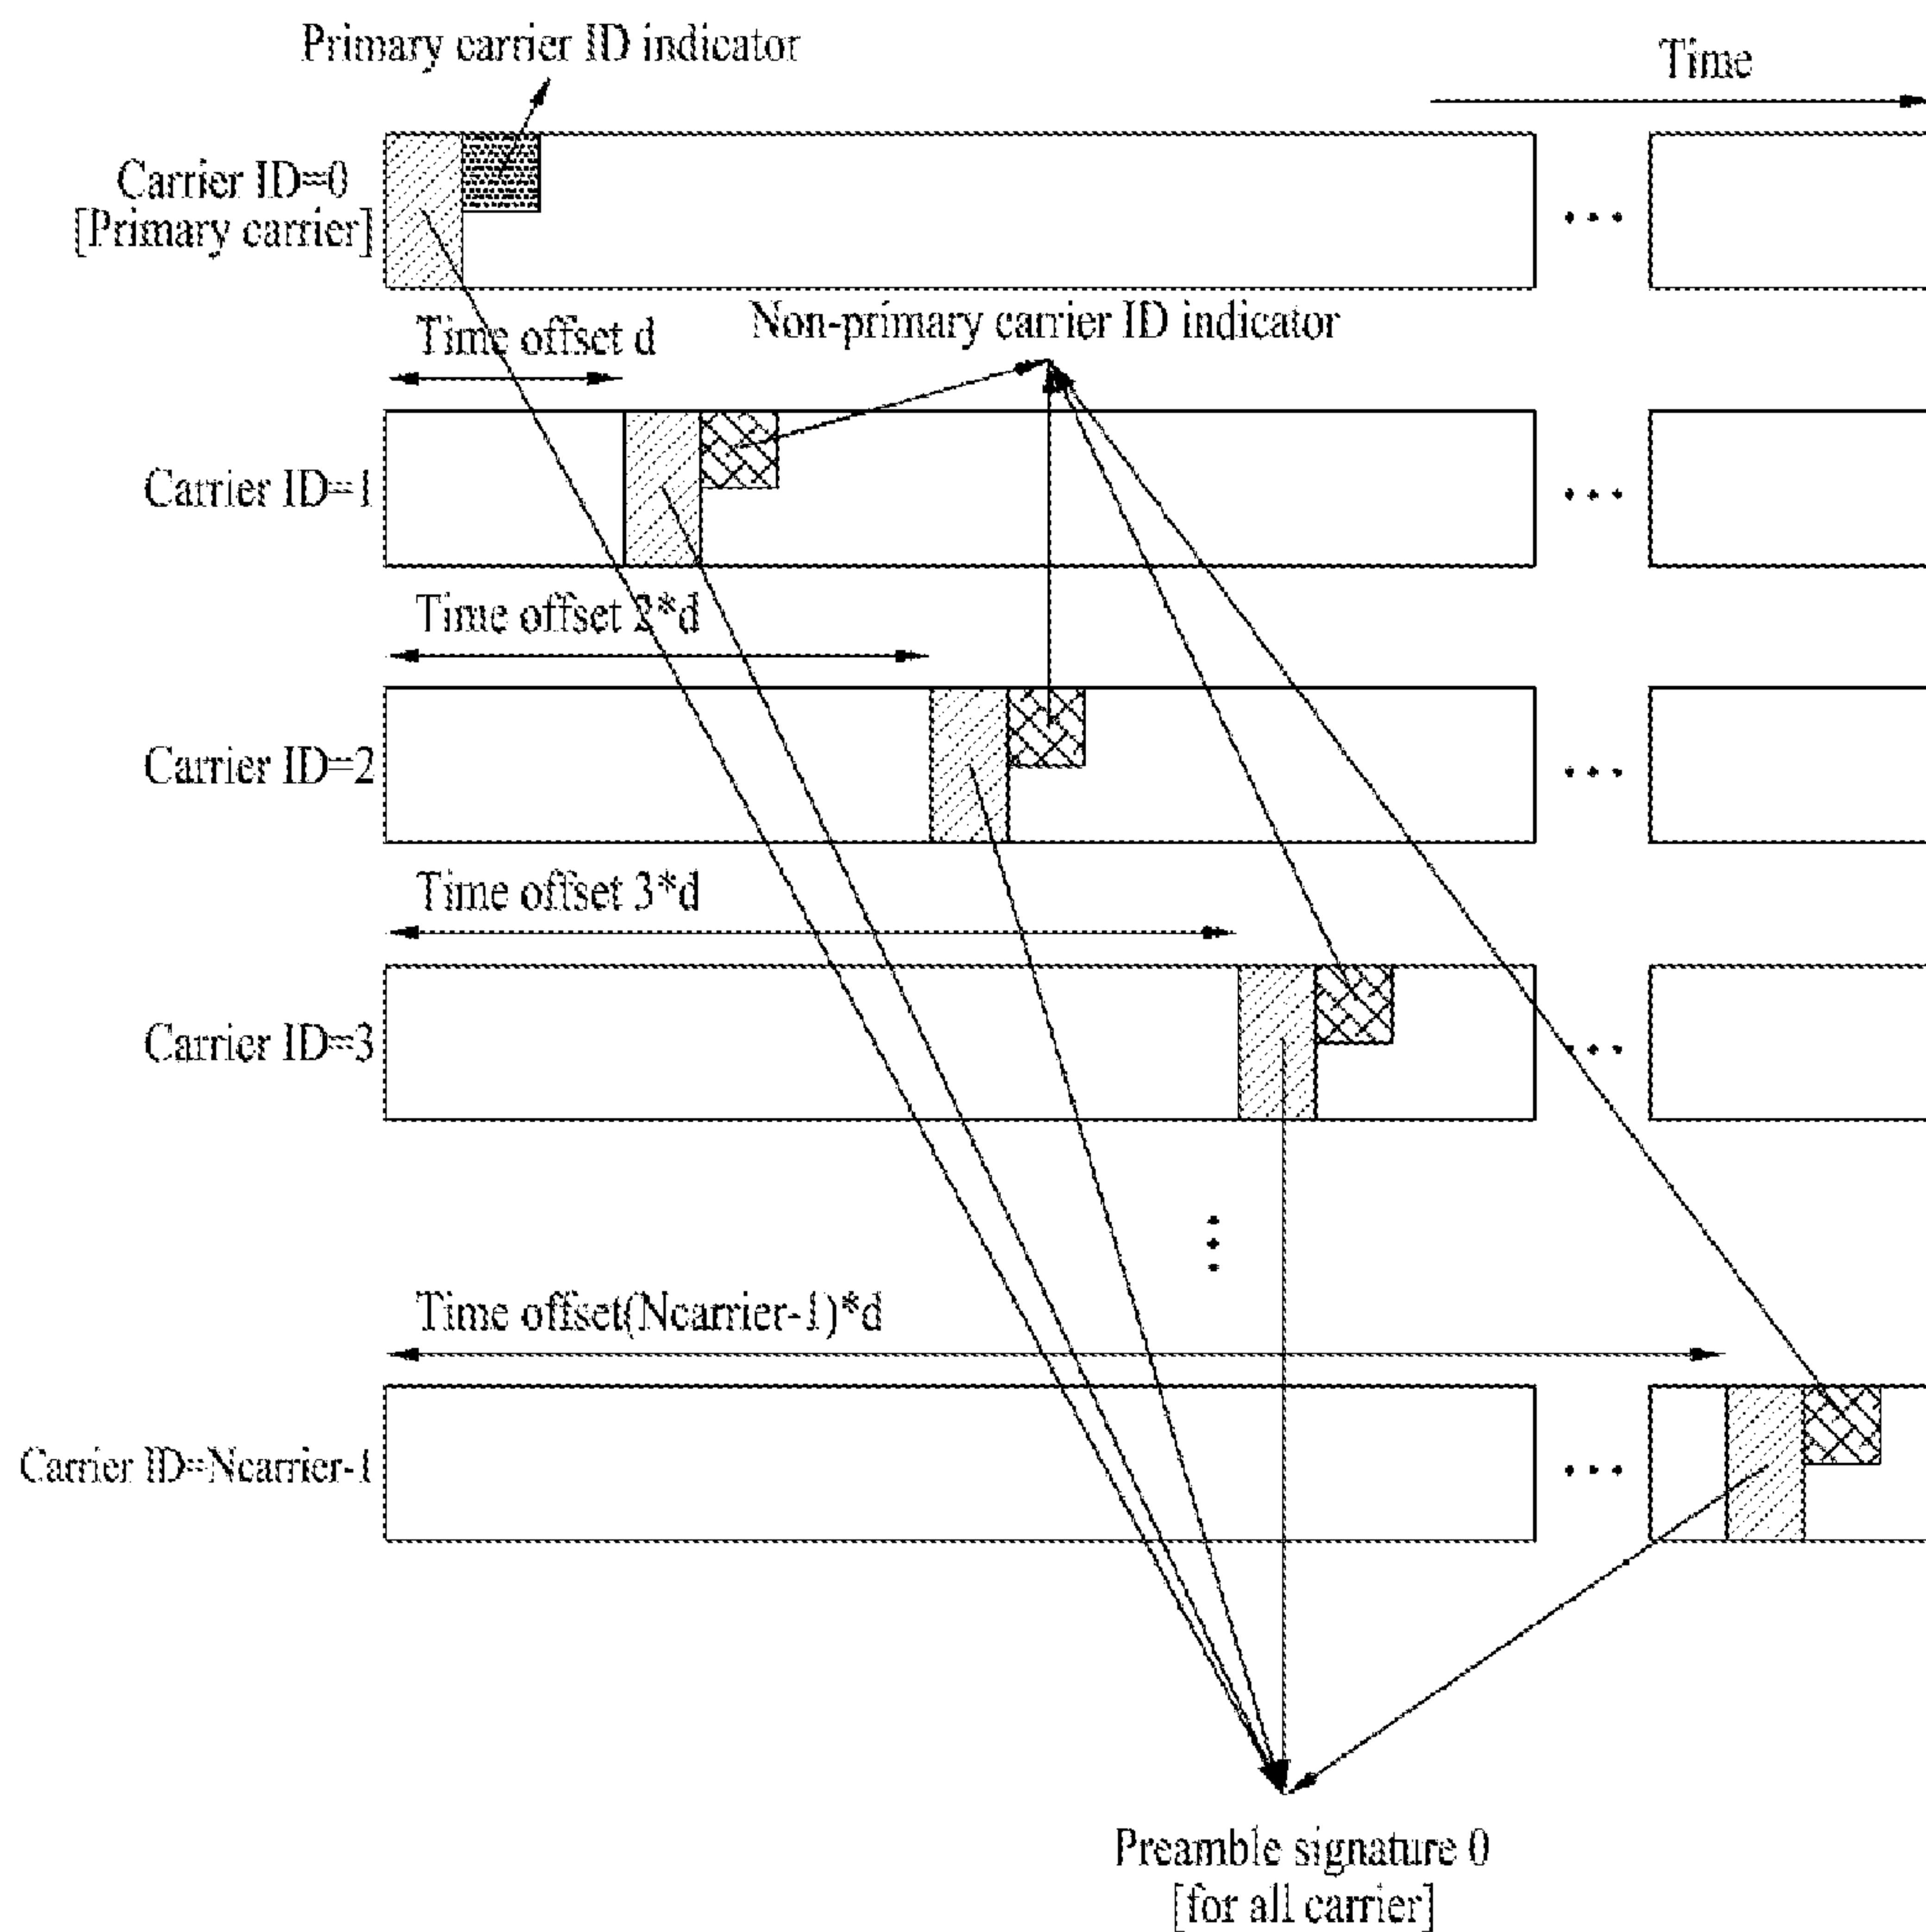 Primary carrier ID indicator
Time
Carrier ID=0
[Primary carrier]
Non-primary carrier ID indicator
Time offset d
Carrier ID=1
Time offset 2*d
Carrier ID=2
Time offset 3*d
Carrier ID=3
Time offset(Ncarrier-1)*d
Carrier ID=Ncarrier-1
Preamble signature 0
[for all carrier]